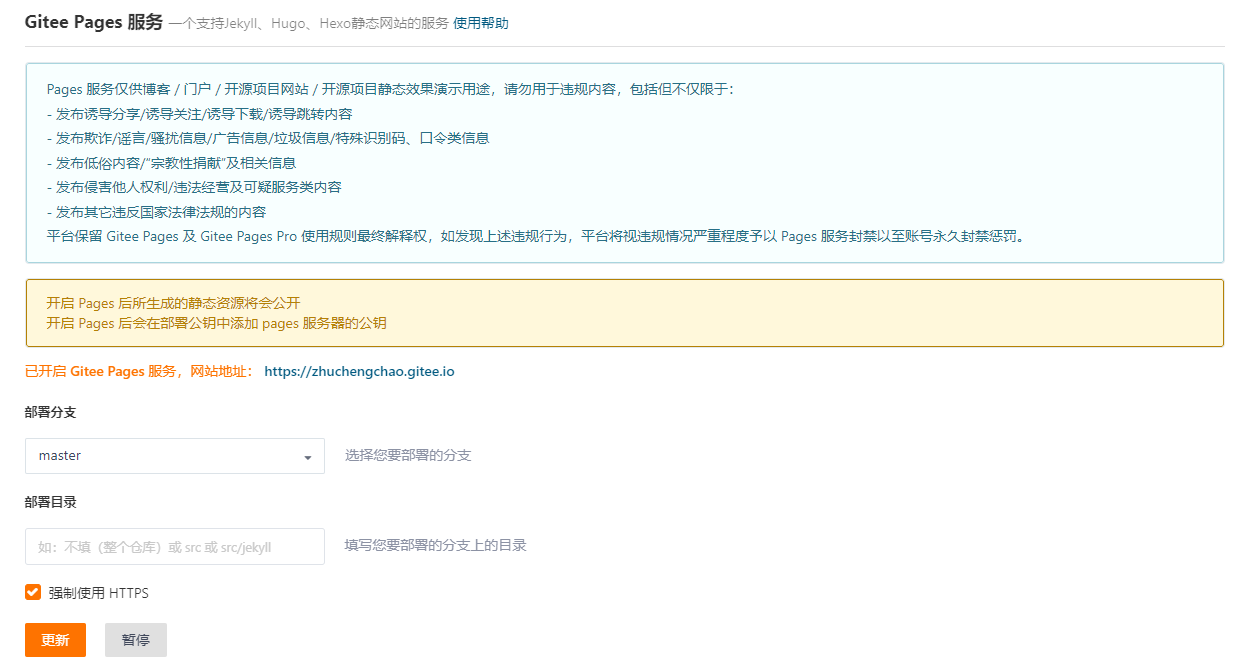 Gitee Pages 服务 一个支持Jekyll、Hugo、Hexo静态网站的服务 使用帮助
Pages 服务仅供博客 / 门户 / 开源项目网站 / 开源项目静态效果演示用途，请勿用于违规内容，包括但不仅限于：
- 发布诱导分享/诱导关注/诱导下载/诱导跳转内容
- 发布欺诈/谣言/骚扰信息/广告信息/垃圾信息/特殊识别码、口令类信息
- 发布低俗内容/“宗教性捐献”及相关信息
- 发布侵害他人权利/违法经营及可疑服务类内容
- 发布其它违反国家法律法规的内容
平台保留 Gitee Pages 及 Gitee Pages Pro 使用规则最终解释权，如发现上述违规行为，平台将视违规情况严重程度予以 Pages 服务封禁以至账号永久封禁惩罚。
开启 Pages 后所生成的静态资源将会公开
开启 Pages 后会在部署公钥中添加 pages 服务器的公钥
已开启 Gitee Pages 服务，网站地址： https://zhuchengchao.gitee.io
部署分支
master 选择您要部署的分支
部署目录
如：不填（整个仓库）或 src 或 src/jekyll 填写您要部署的分支上的目录
强制使用 HTTPS
更新 暂停